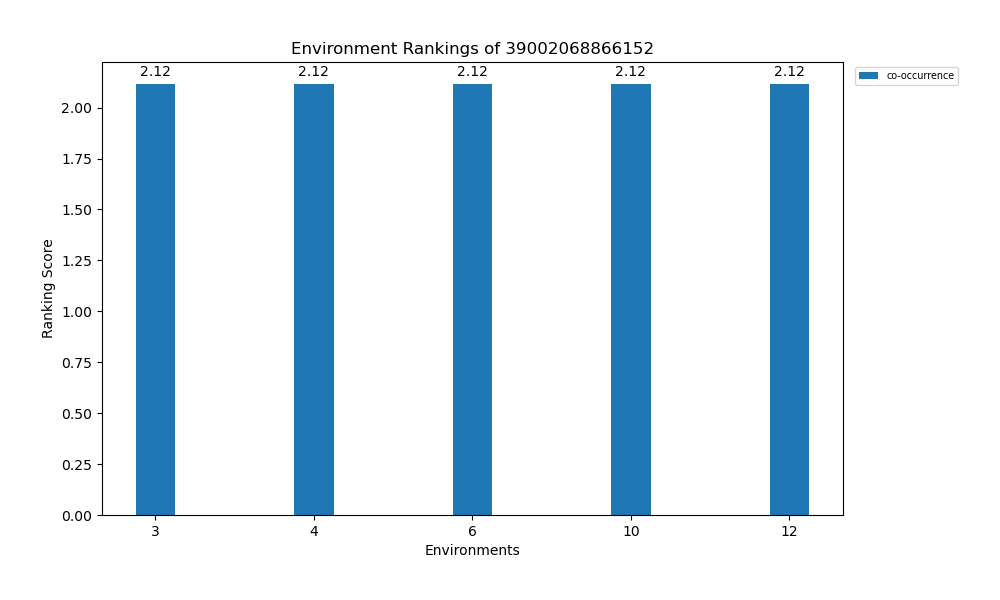 Environment Rankings of 39002068866152
2.12 2.12 2.12 2.12 2.12
co-occurrence
2.00
1.75
1.50
1.25
1.00
0.75
0.50
0.25
0.00
Ranking Score
3 4 6 10 12
Environments